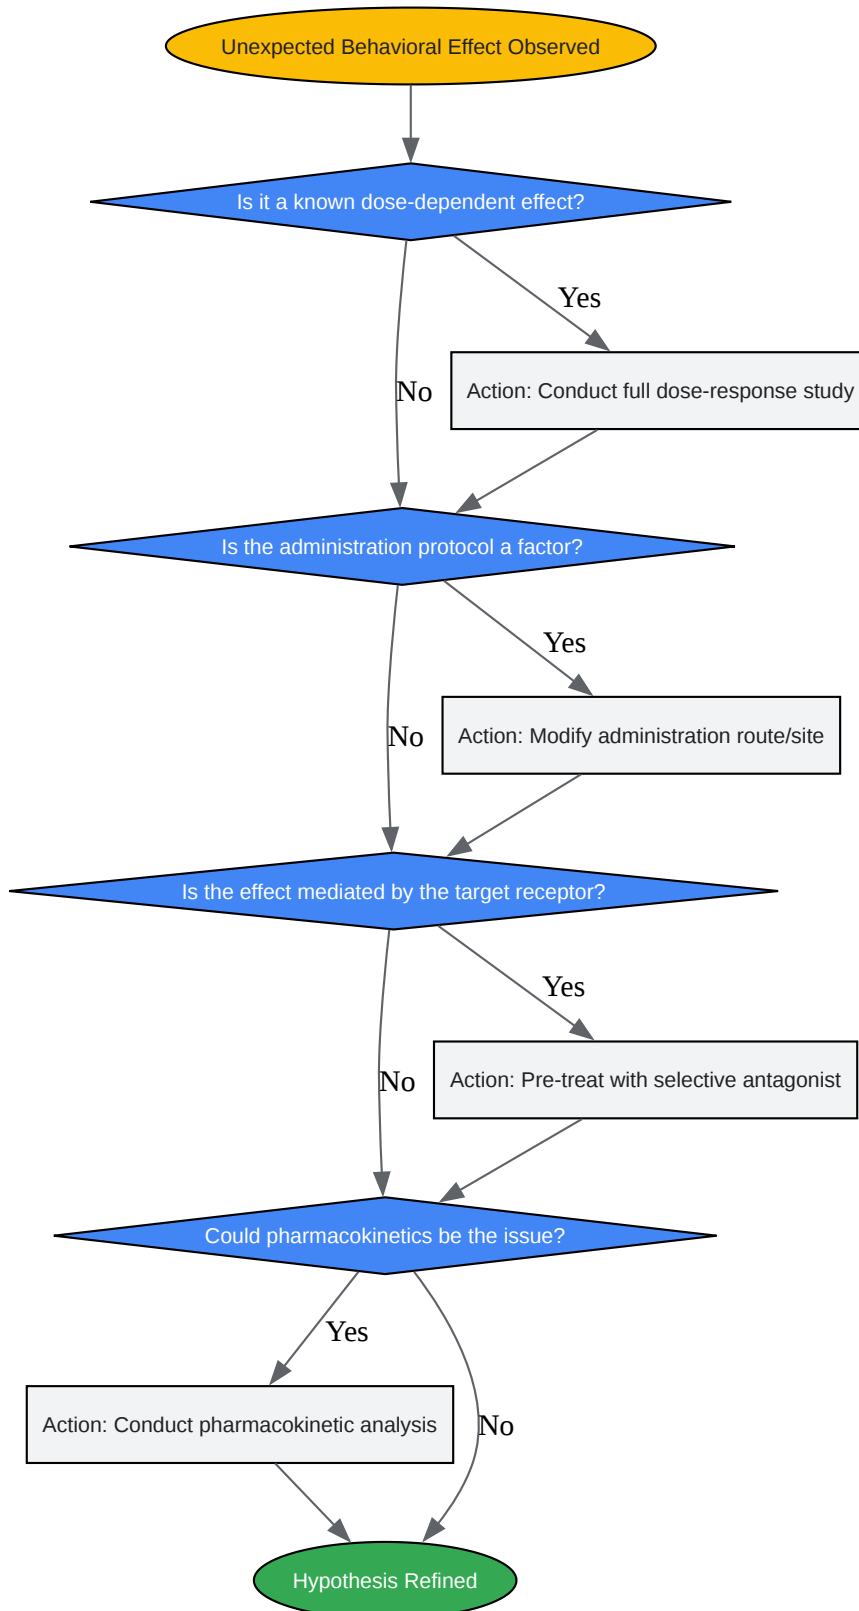 Unexpected Behavioral Effect Observed
Is it a known dose-dependent effect?
Yes
No
Action: Conduct full dose-response study
Is the administration protocol a factor?
Yes
No
Action: Modify administration route/site
Is the effect mediated by the target receptor?
Yes
No
Action: Pre-treat with selective antagonist
Could pharmacokinetics be the issue?
Yes
Action: Conduct pharmacokinetic analysis
No
Hypothesis Refined